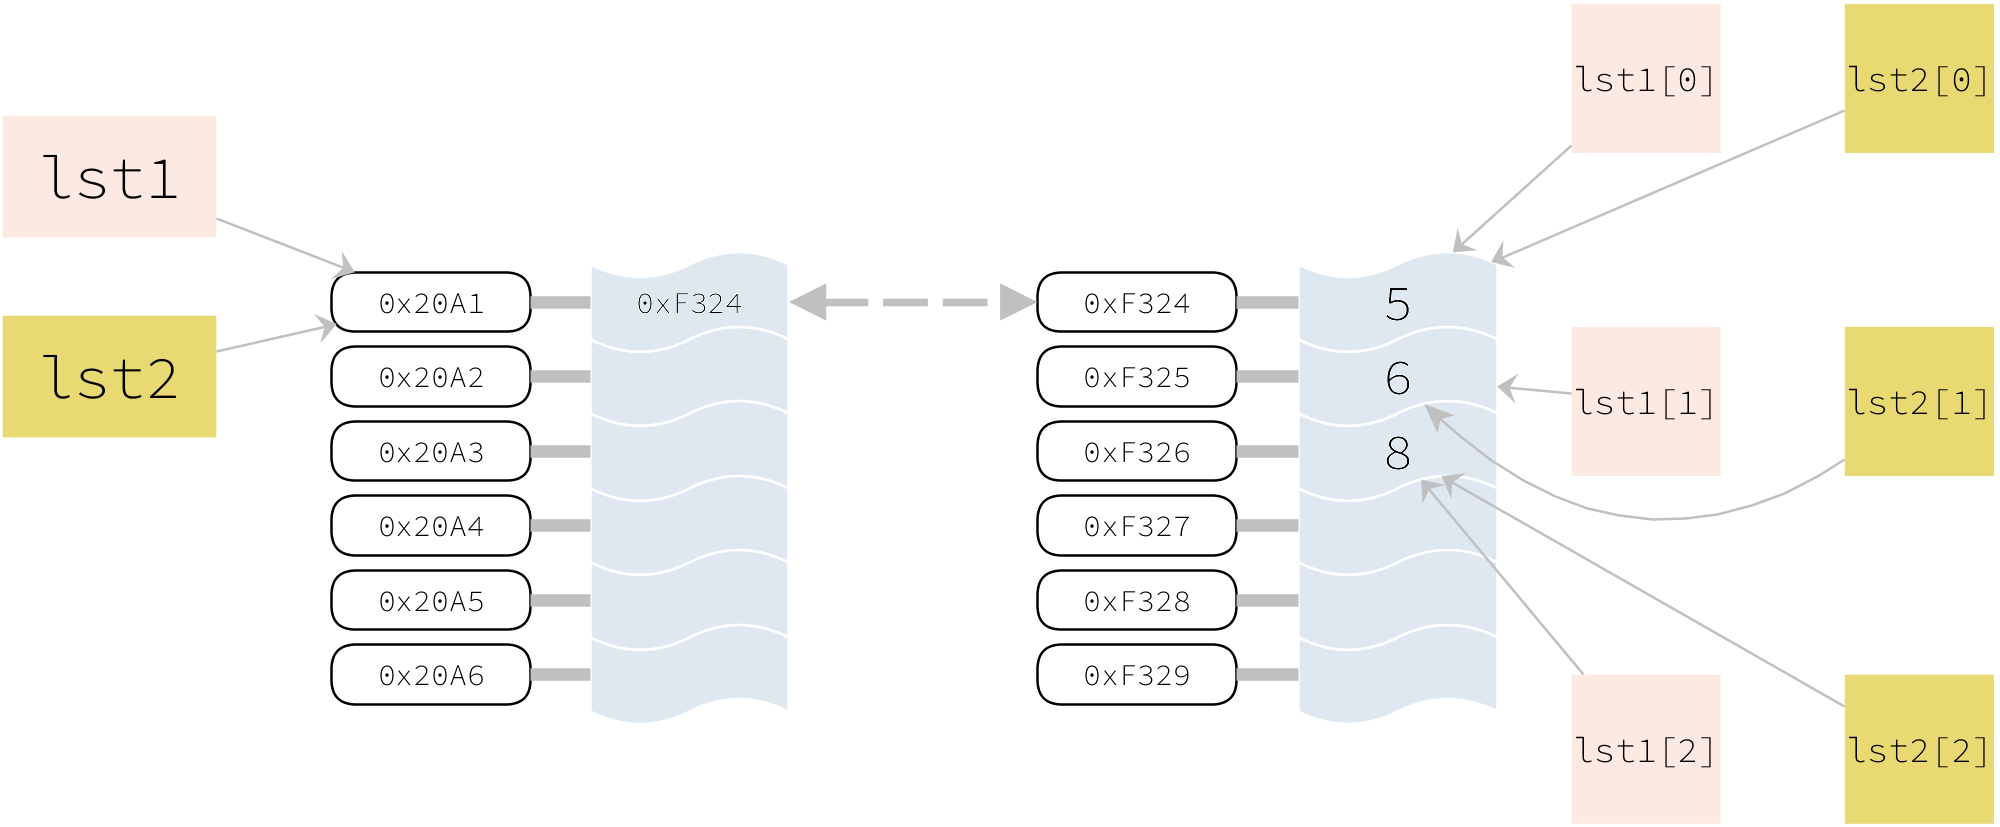 lst1
lst2
0x20A1
0x20A2
0x20A3
0x20A4
0x20A5
0x20A6
0xF324
0xF324
0xF325
0xF326
0xF327
0xF328
0xF329
5
6
8
lst1[0]
lst2[0]
lst1[1]
lst2[1]
lst1[2]
lst2[2]